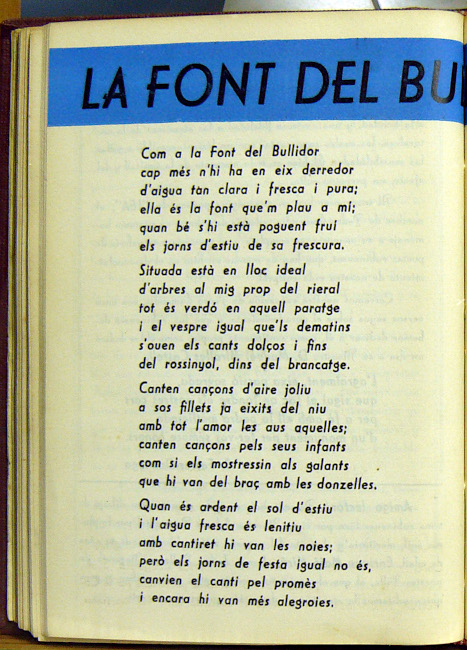 LA FONT DEL BU
Com a la Font del Bullidor
cap més n'hi ha en eix derredor
d'aigua tan clara i fresca i pura;
ella és la font que'm plau a mi;
quan bé s'hi està poguent fruí
els jorns d'estiu de sa frescura.
Situada està en lloc ideal
d'arbres al mig prop del rieral
tot és verdó en aquell paratge
i el vespre igual que'ls dematins
s'ouen els cants dolços i fins
del rossinyol, dins del brancatge.
Canten cançons d'aire joliu
a sos fillets ja eixits del niu
amb tot l'amor les aus aquelles;
canten cançons pels seus infants
com si els mostressin als galants
que hi van del braç amb les donzelles.
Quan és ardent el sol d'estiu
i l'aigua fresca és lenitiu
amb cantiret hi van les noies;
però els jorns de festa igual no és,
canvien el canti pel promès
i encara hi van més alegroies.